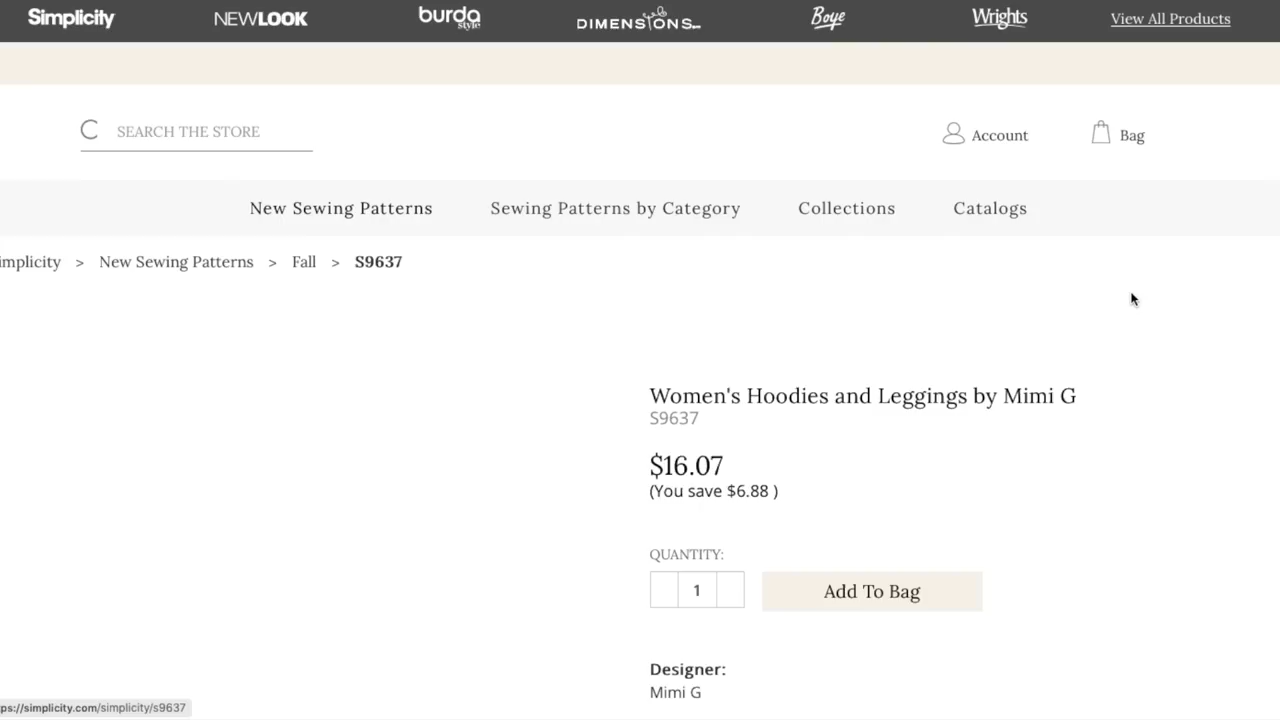 Simplicity
NEWLOOK
burda style
DIMENSIONS
Boye
Wrights
View All Products
SEARCH THE STORE
Account
Bag
New Sewing Patterns
Sewing Patterns by Category
Collections
Catalogs
implicity > New Sewing Patterns > Fall > S9637
Women's Hoodies and Leggings by Mimi G
S9637
$16.07
(You save $6.88 )
QUANTITY:
1
Add To Bag
Designer:
Mimi G
ps://simplicity.com/simplicity/s9637